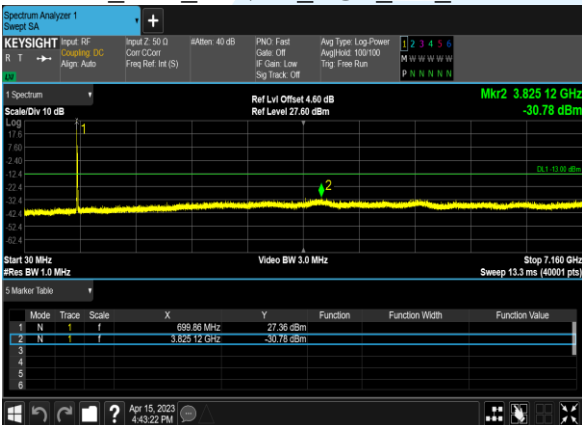 Spectrum Analyzer 1
Swept SA
+
KEYSIGHT Input: RF Input Z: 50 Ω #Atten: 40 dB PNO: Fast Avg Type: Log-Power 1 2 3 4 5 6
R T Coupling: DC Corr CCorr Gate: Off Avg|Hold: 100/100 M W W W W W
Align: Auto Freq Ref: Int (S) IF Gain: Low Trig: Free Run
Sig Track: Off P N N N N N
LV
1 Spectrum Ref Lvl Offset 4.60 dB Mkr2 3.825 12 GHz
Scale/Div 10 dB Ref Level 27.60 dBm -30.78 dBm
Log
17.6 1
7.60
-2.40
-12.4 DL1 -13.00 dBm
-22.4 2
-32.4
-42.4
-52.4
-62.4
Start 30 MHz Video BW 3.0 MHz Stop 7.160 GHz
#Res BW 1.0 MHz Sweep 13.3 ms (40001 pts)
5 Marker Table
Mode Trace Scale X Y Function Function Width Function Value
1 N 1 f 699.86 MHz 27.36 dBm
2 N 1 f 3.825 12 GHz -30.78 dBm
3
4
5
6
? Apr 15, 2023
4:43:22 PM